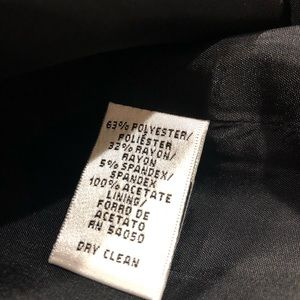 63% POLYESTER/
POLIÉSTER
32% RAYON/
RAYON
5% SPANDEX/
SPANDEX
100% ACETATE
LINING/
FORRO DE
ACETATO
RN 54050
DRY CLEAN